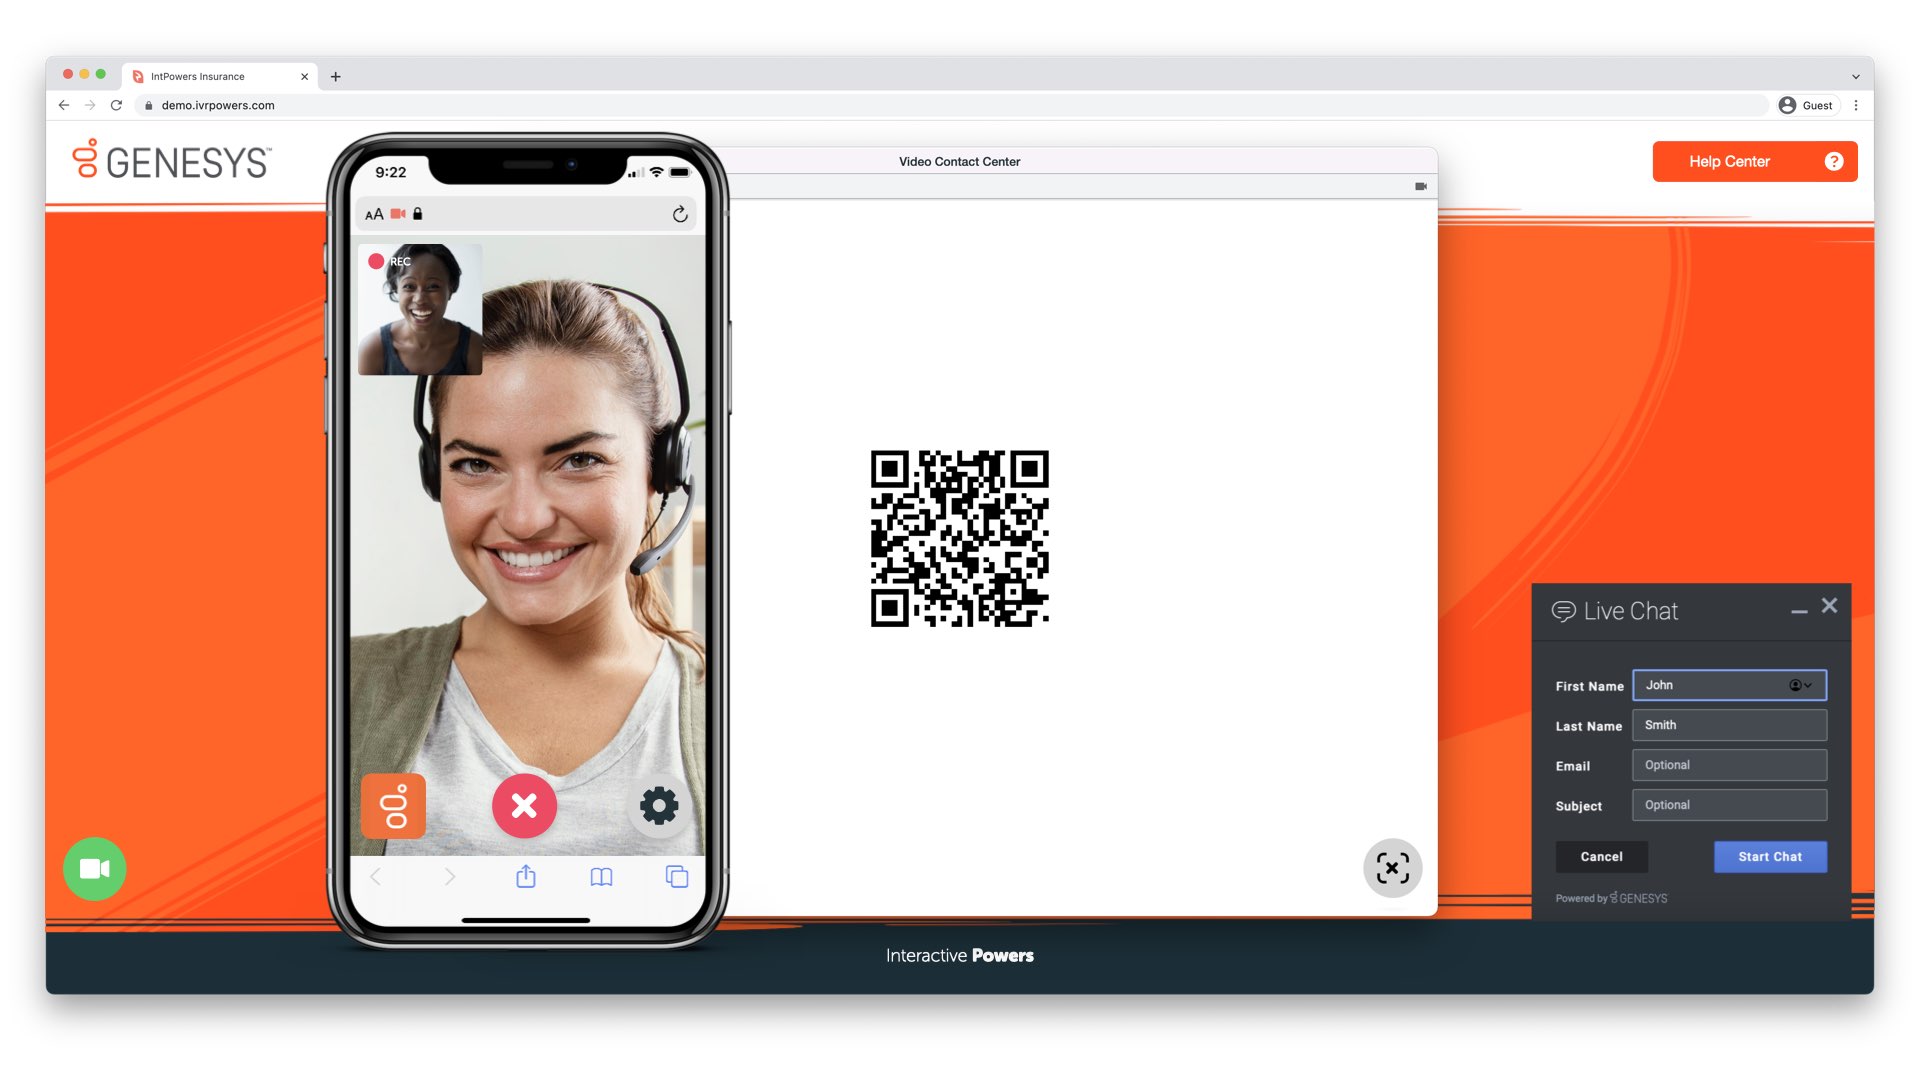 IntPowers Insurance
demo.ivrpowers.com
Guest
GENESYS™
Help Center
?
Video Contact Center
9:22
AA
REC
Live Chat
First Name John
Last Name Smith
Email Optional
Subject Optional
Cancel Start Chat
Powered by GENESYS
Interactive Powers